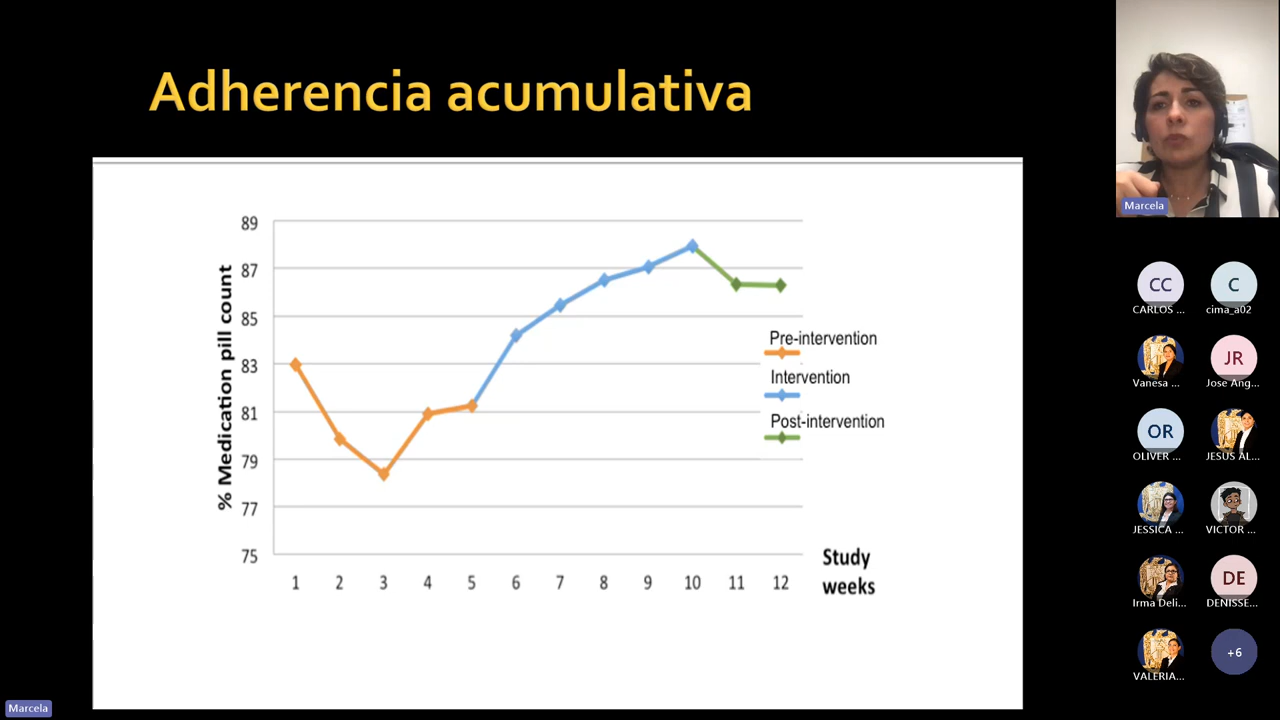 Adherencia acumulativa
% Medication pill count
89
87
85
83
81
79
77
75
1 2 3 4 5 6 7 8 9 10 11 12
Study
weeks
Pre-intervention
Intervention
Post-intervention
Marcela
CC
CARLOS ...
C
cima_a02
Vanesa ...
JR
Jose Ang...
OR
OLIVER ...
JESUS AL...
JESSICA ...
VICTOR ...
Irma Deli...
DE
DENISSE...
VALERIA...
+6
Marcela